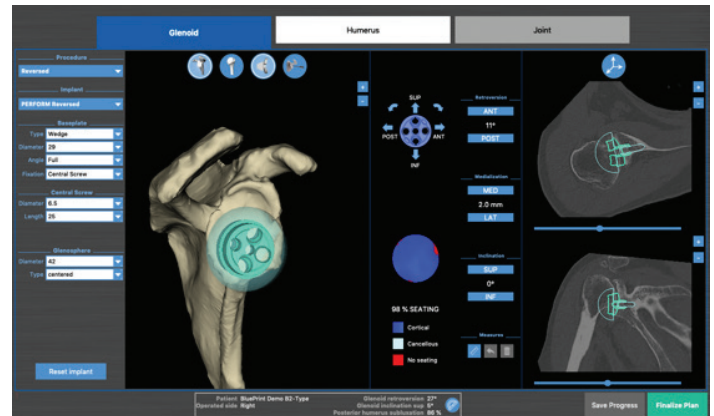 Glenoid
Humerus
Joint
Procedure
Reversed
Implant
PERFORM Reversed
Baseplate
Type Wedge
Diameter 29
Angle Full
Fixation Central Screw
Central Screw
Diameter 6.5
Length 25
Glenosphere
Diameter 42
Type centered
Reset Implant
SUP
POST
ANT
INF
98 % SEATING
Cortical
Cancellous
No seating
Retroversion
ANT
11°
POST
Medialization
MED
2.0 mm
LAT
Inclination
SUP
0°
INF
Measures
+
-
+
-
+
-
Patient BluePrint Demo B2-Type
Operated side Right
Glenoid retroversion 27°
Glenoid inclination sup 5°
Posterior humerus subluxation 86 %
Save Progress
Finalize Plan